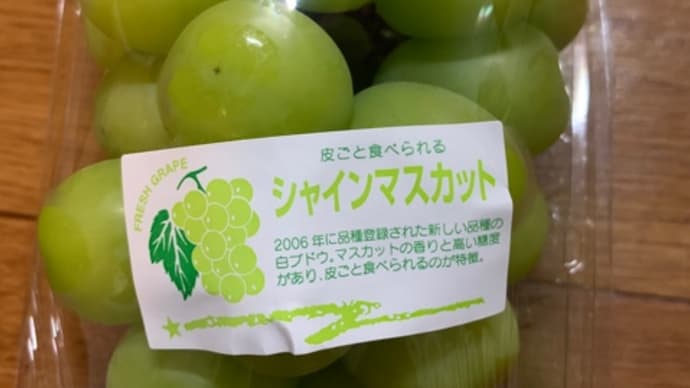 FRESH GRAPE
皮ごと食べられる
シャインマスカット
2006年に品種登録された新しい品種の
白ブドウ。マスカットの香りと高い糖度
があり、皮ごと食べられるのが特徴。